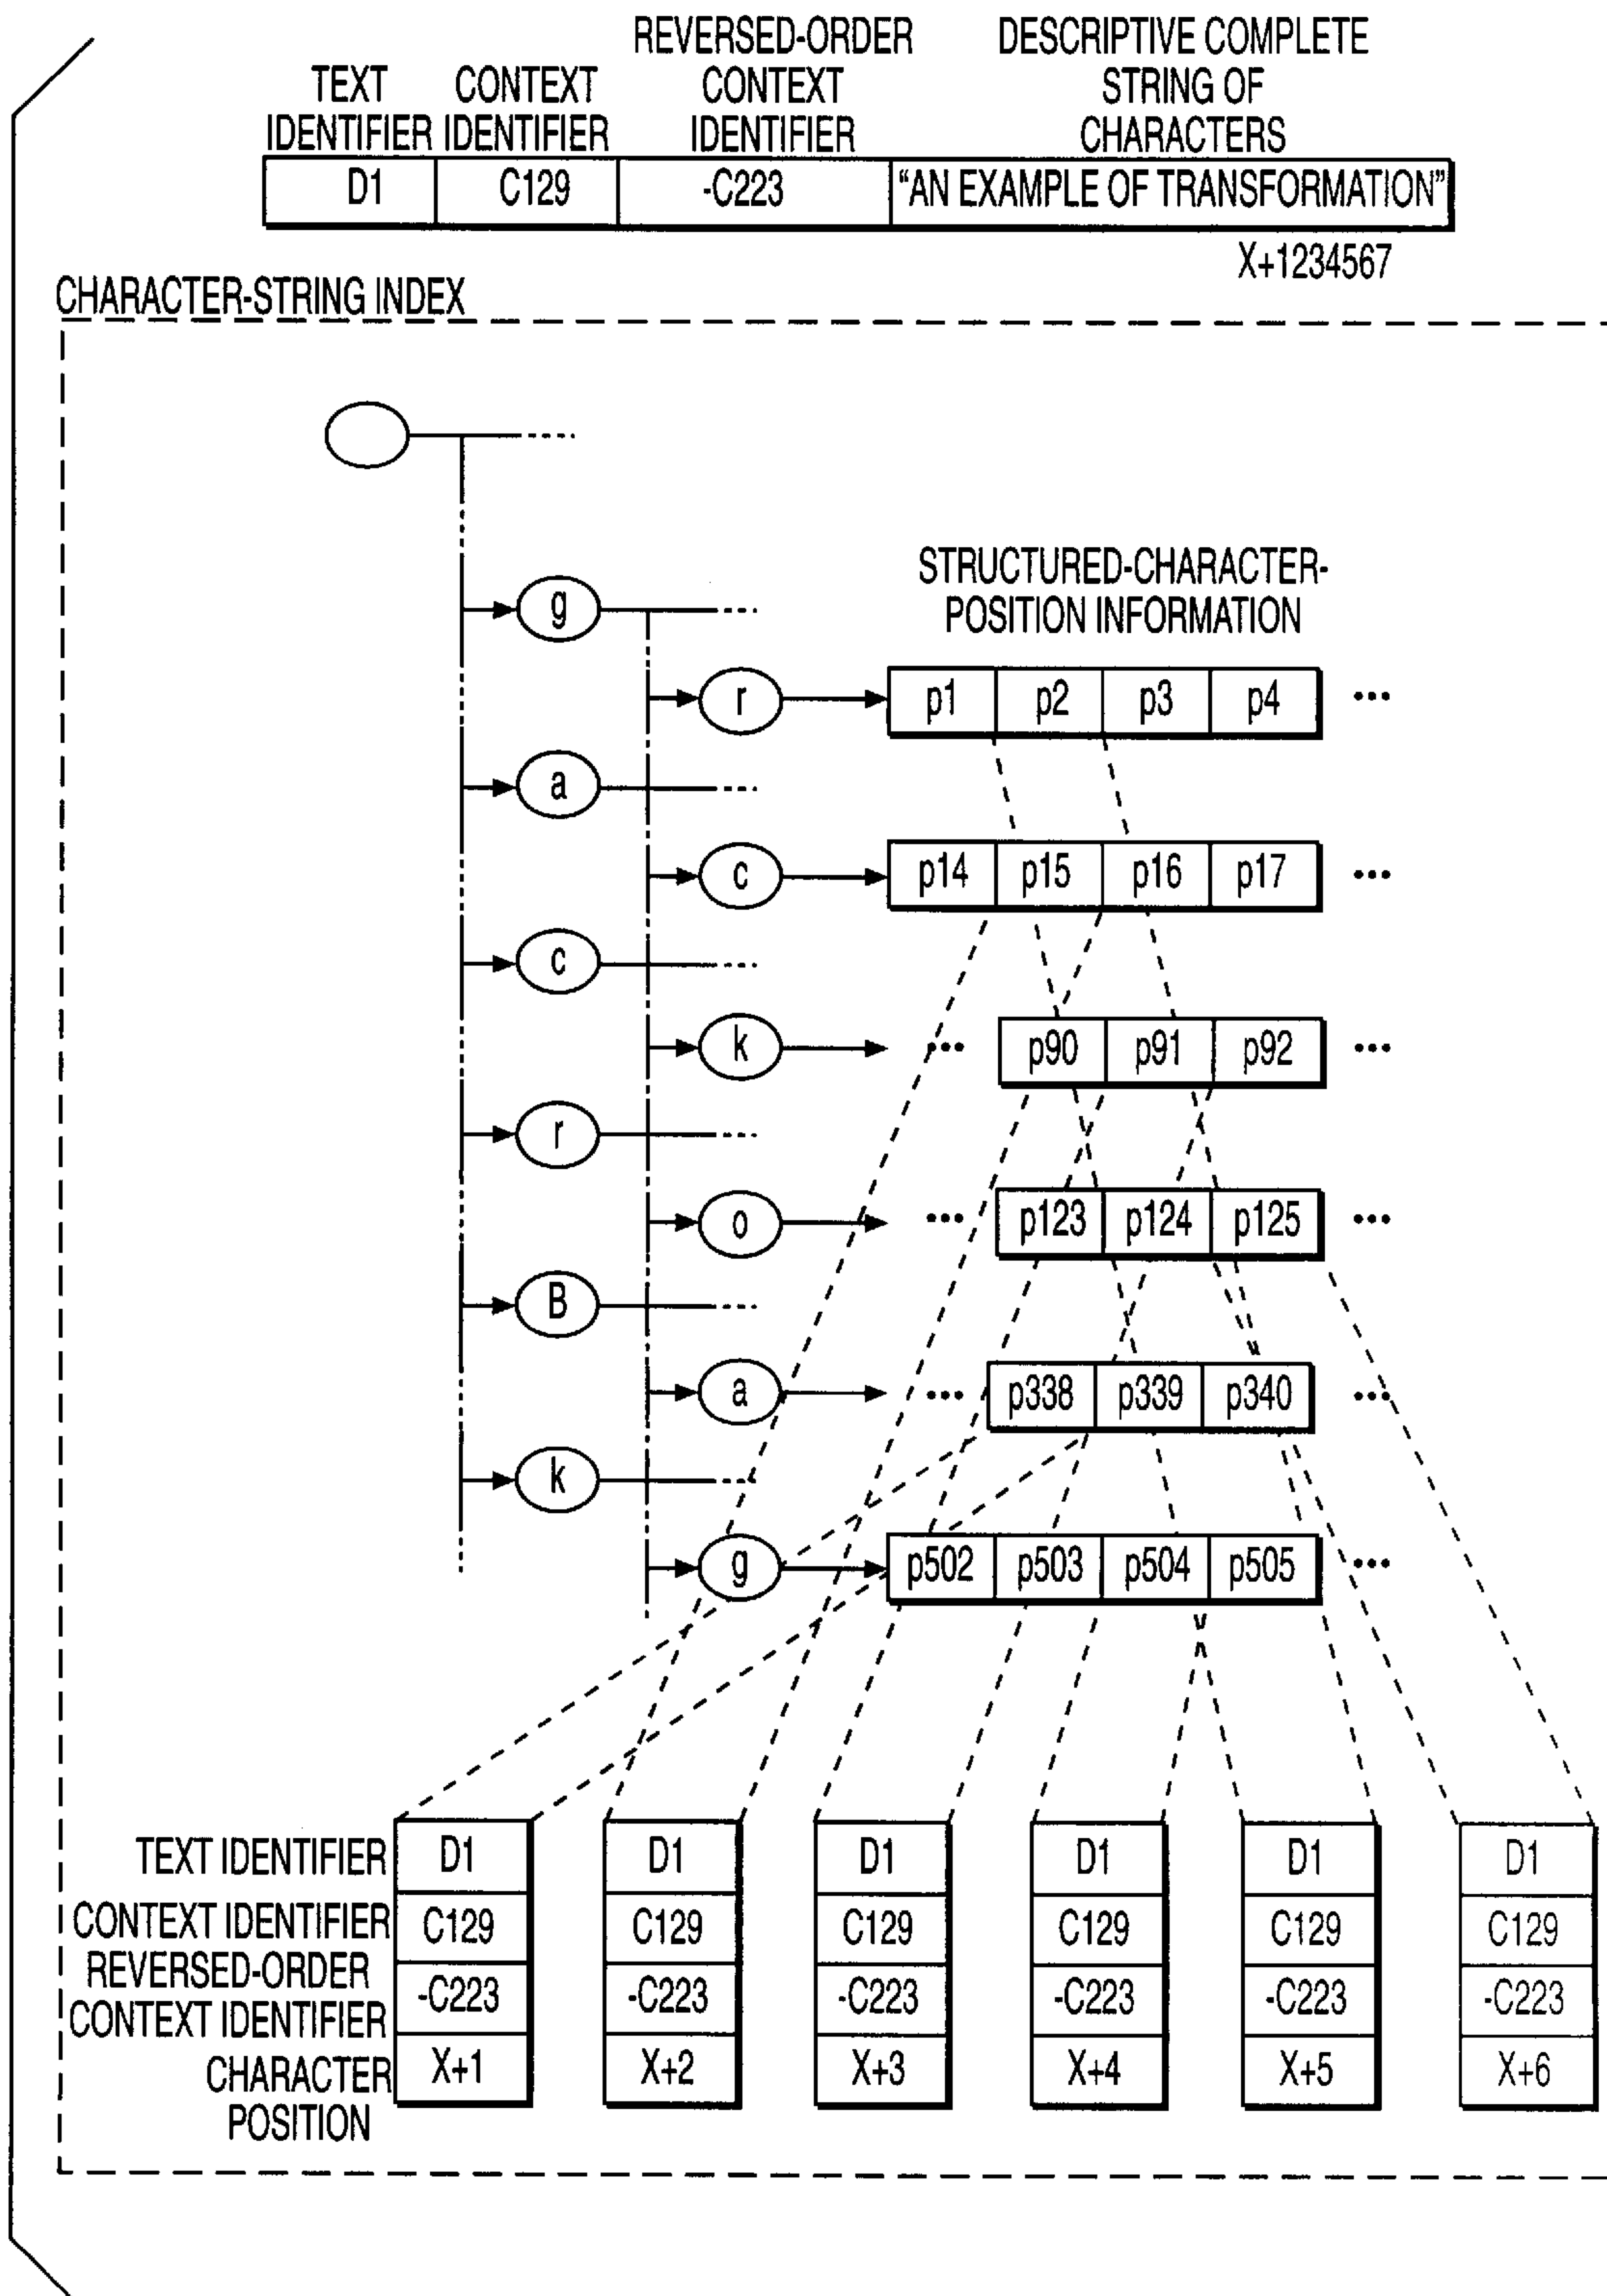 REVERSED-ORDER DESCRIPTIVE COMPLETE
TEXT CONTEXT CONTEXT STRING OF
IDENTIFIER IDENTIFIER IDENTIFIER CHARACTERS
D1 C129 -C223 "AN EXAMPLE OF TRANSFORMATION"
X+1234567
CHARACTER-STRING INDEX
STRUCTURED-CHARACTER-
g POSITION INFORMATION
r p1 p2 p3 p4 •••
a
c p14 p15 p16 p17 •••
c
k ••• p90 p91 p92 •••
r
o ••• p123 p124 p125 •••
B
a ••• p338 p339 p340 •••
k
g p502 p503 p504 p505 •••
TEXT IDENTIFIER D1 D1 D1 D1 D1 D1
CONTEXT IDENTIFIER C129 C129 C129 C129 C129 C129
REVERSED-ORDER
CONTEXT IDENTIFIER -C223 -C223 -C223 -C223 -C223 -C223
CHARACTER X+1 X+2 X+3 X+4 X+5 X+6
POSITION